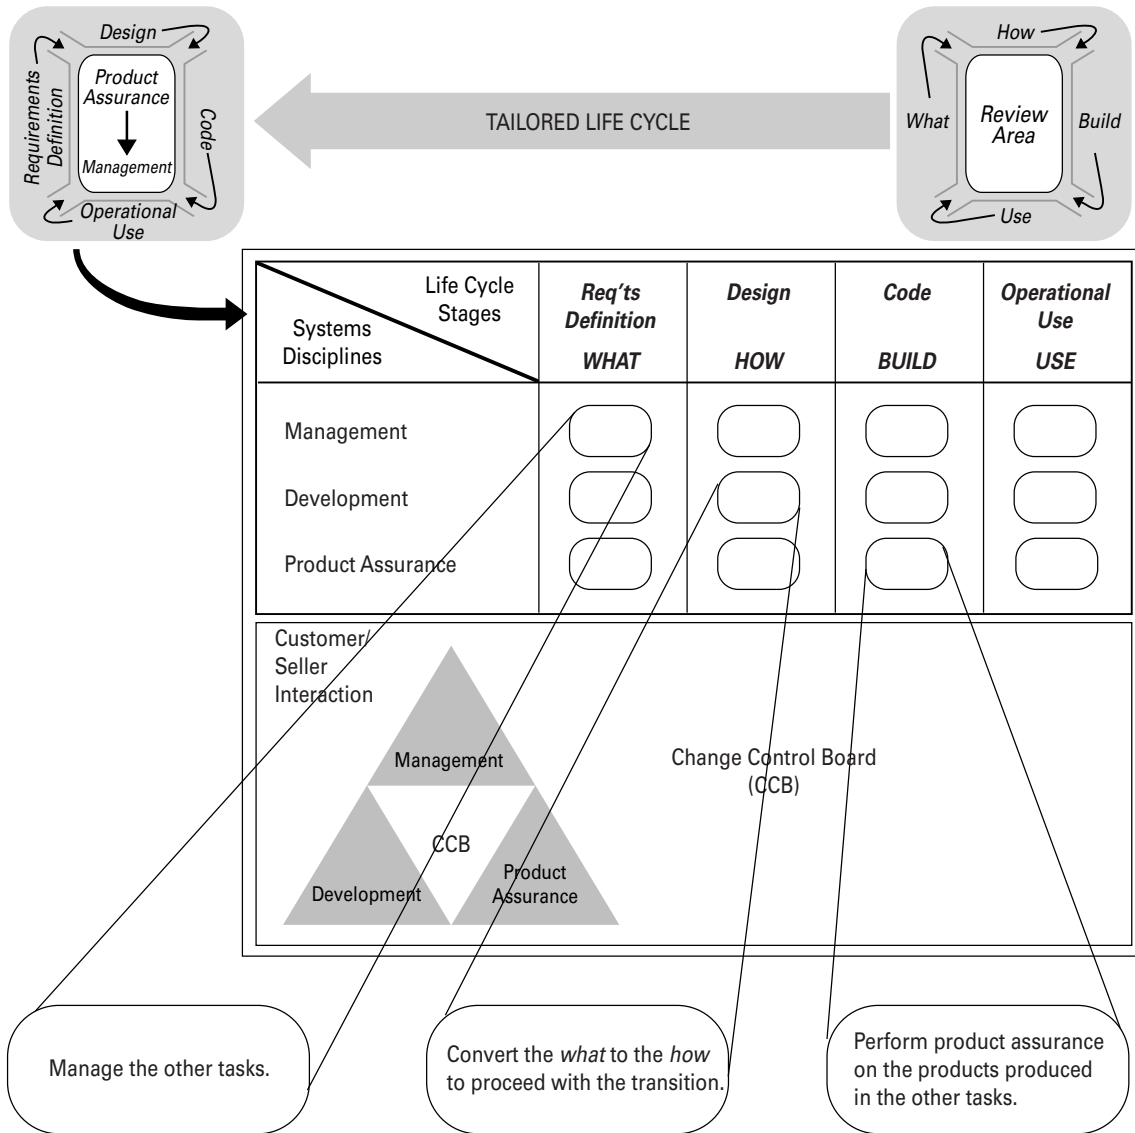 Design
Requirements
Definition
Product
Assurance
Management
Code
Operational
Use
TAILORED LIFE CYCLE
How
What
Review
Area
Build
Use
Life Cycle
Stages
Systems
Disciplines
Req'ts
Definition
WHAT
Design
HOW
Code
BUILD
Operational
Use
USE
Management
Development
Product Assurance
Customer/
Seller
Interaction
Management
CCB
Development
Product
Assurance
Change Control Board
(CCB)
Manage the other tasks.
Convert the what to the how
to proceed with the transition.
Perform product assurance
on the products produced
in the other tasks.